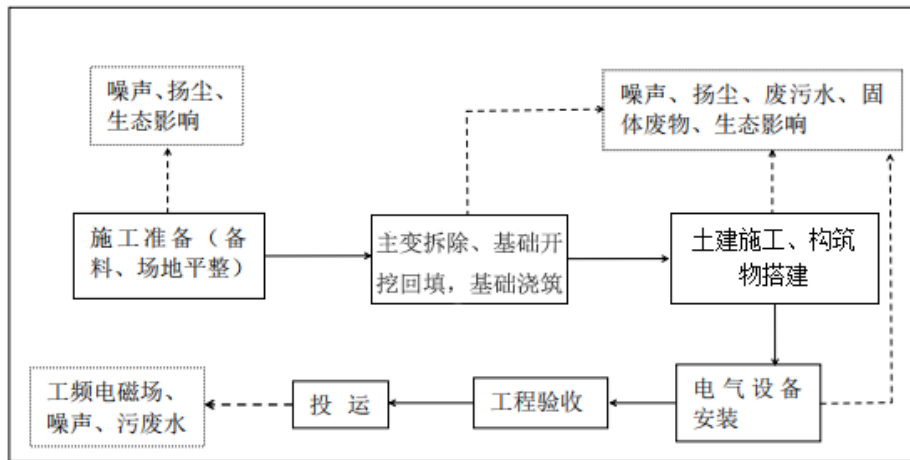 噪声、扬尘、
生态影响
噪声、扬尘、废污水、固
体废物、生态影响
施工准备（备
料、场地平整）
主变拆除、基础开
挖回填，基础浇筑
土建施工、构筑
物搭建
工频电磁场、
噪声、污废水
投 运
工程验收
电气设备
安装